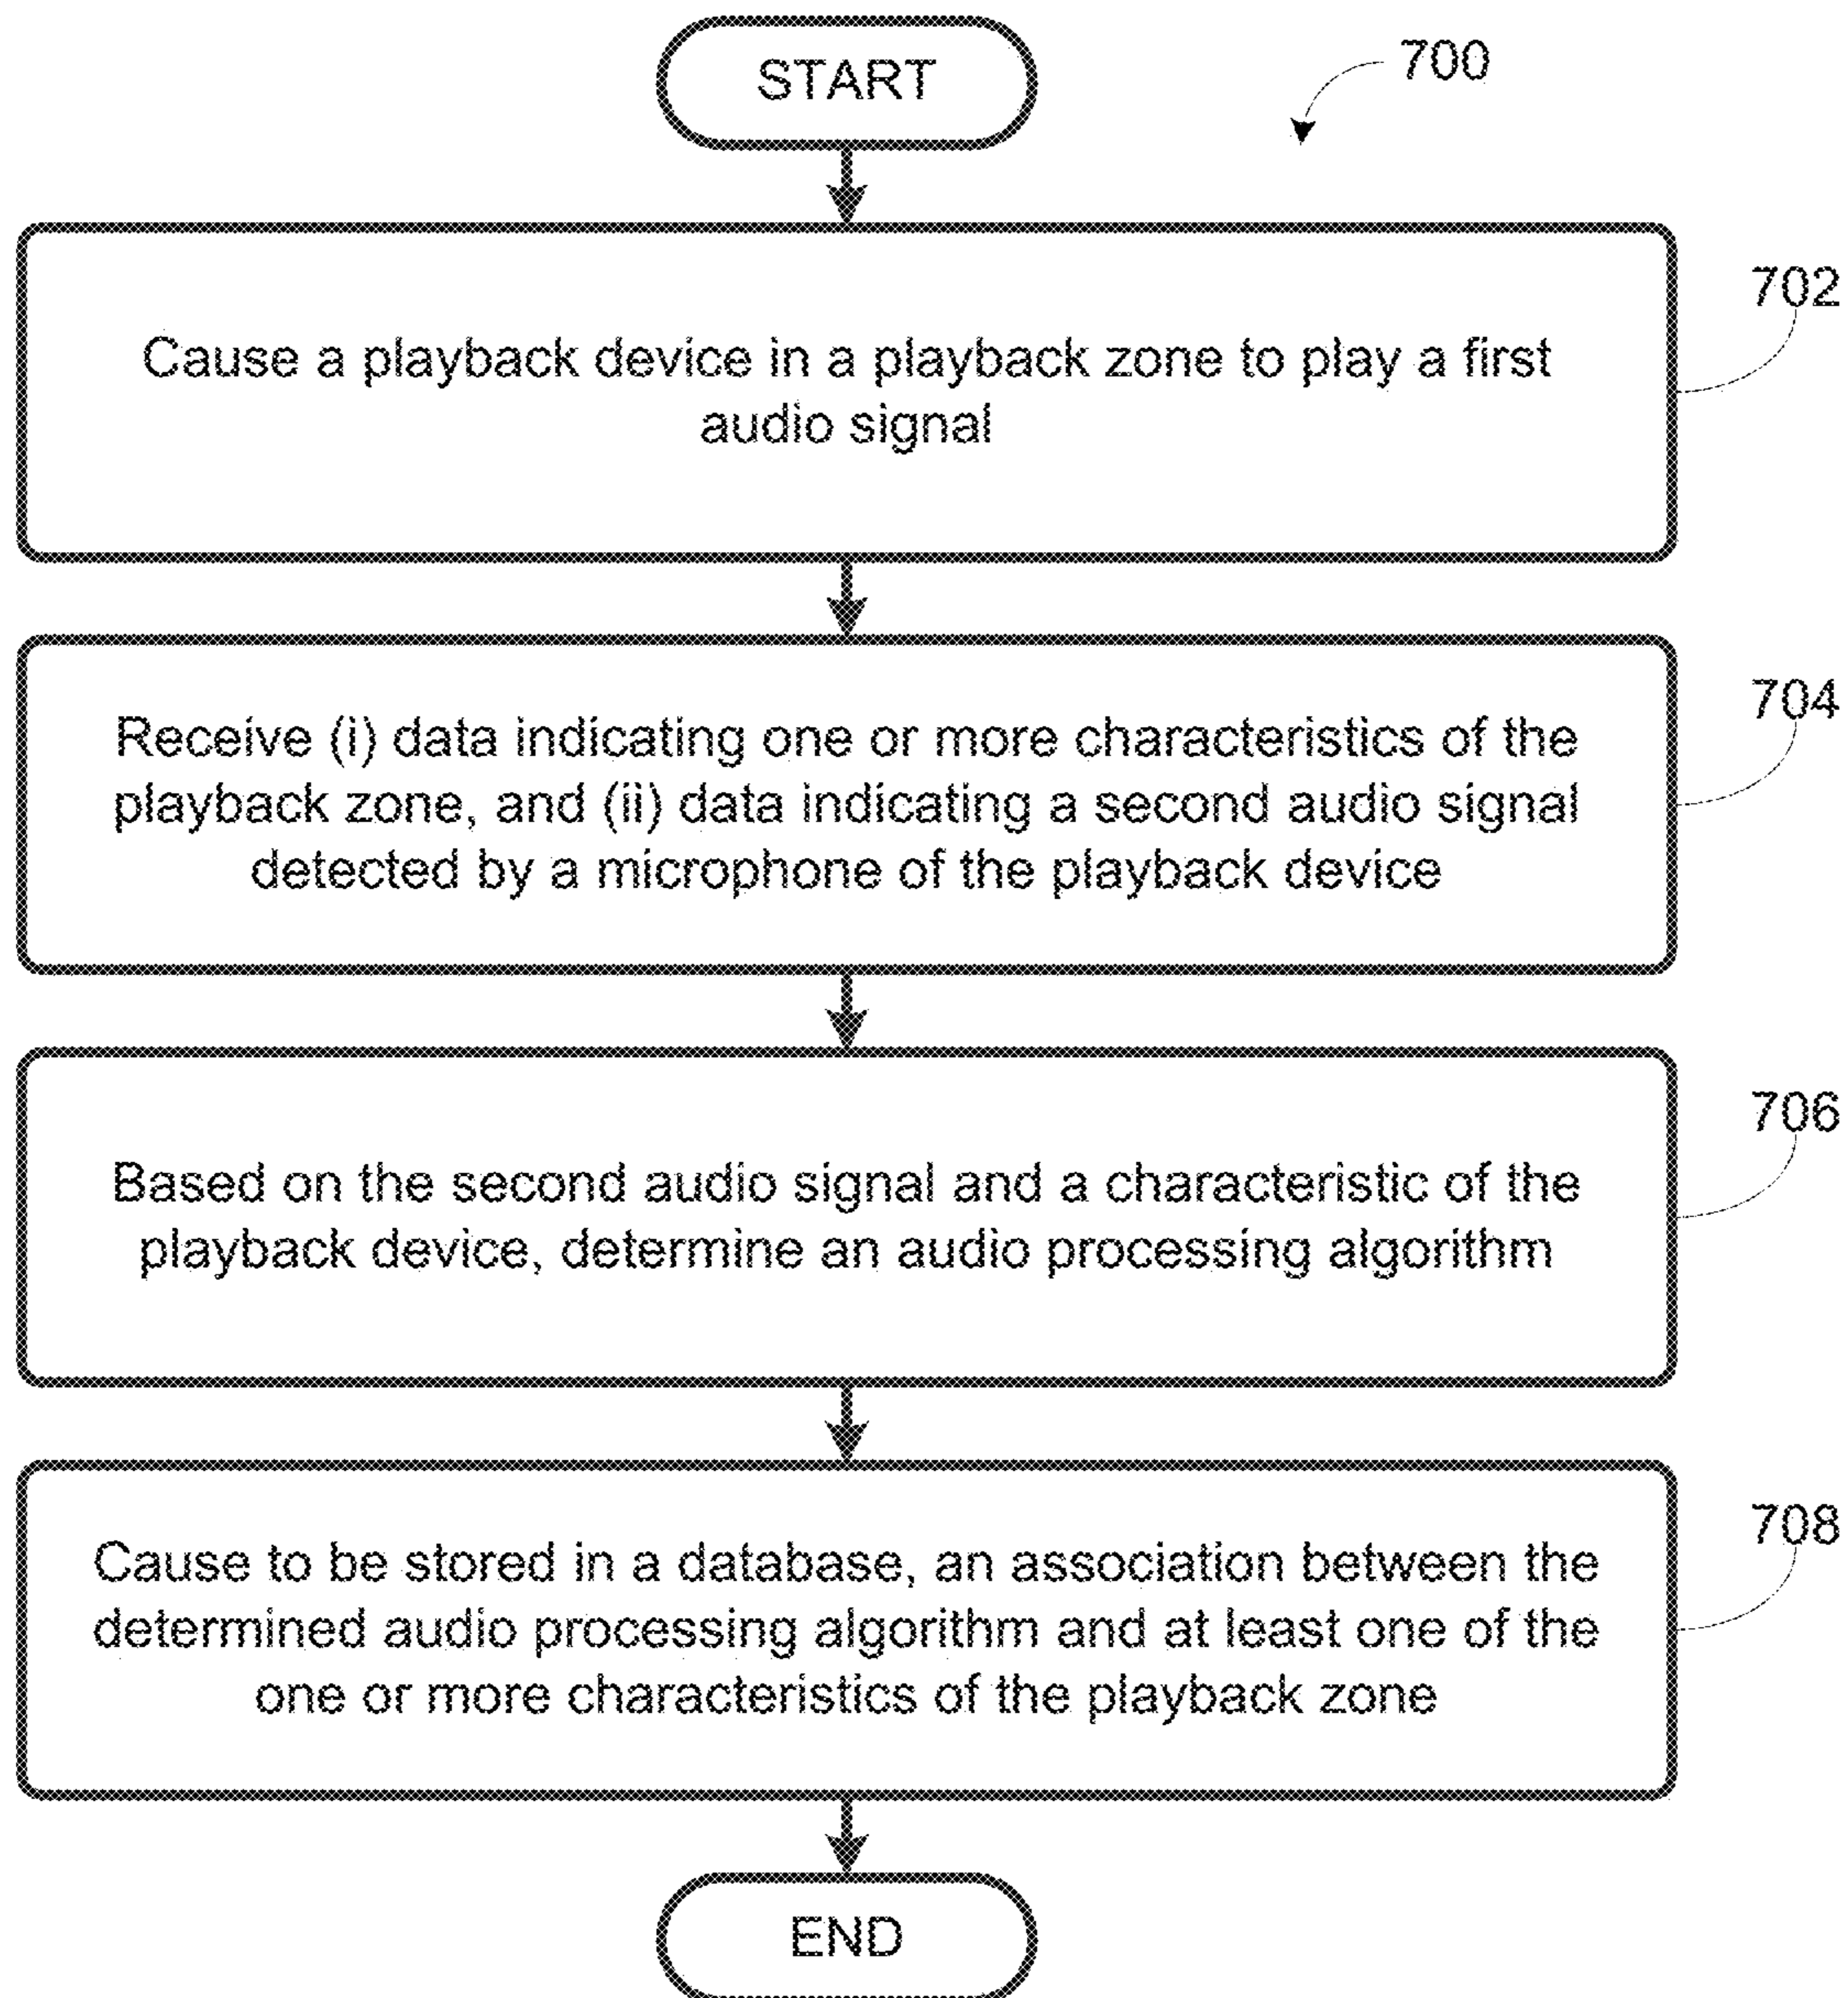 START
700
702
Cause a playback device in a playback zone to play a first
audio signal
704
Receive (i) data indicating one or more characteristics of the
playback zone, and (ii) data indicating a second audio signal
detected by a microphone of the playback device
706
Based on the second audio signal and a characteristic of the
playback device, determine an audio processing algorithm
708
Cause to be stored in a database, an association between the
determined audio processing algorithm and at least one of the
one or more characteristics of the playback zone
END